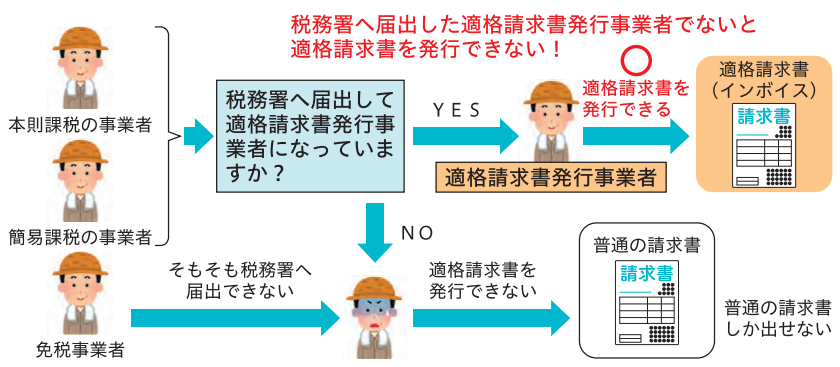 税務署へ届出した適格請求書発行事業者でないと
適格請求書を発行できない！
本則課税の事業者
簡易課税の事業者
免税事業者
税務署へ届出して
適格請求書発行事
業者になっていま
すか？
YES
適格請求書発行事業者
適格請求書を
発行できる
適格請求書
（インボイス）
請求書
NO
そもそも税務署へ
届出できない
適格請求書を
発行できない
普通の請求書
請求書
普通の請求書
しか出せない